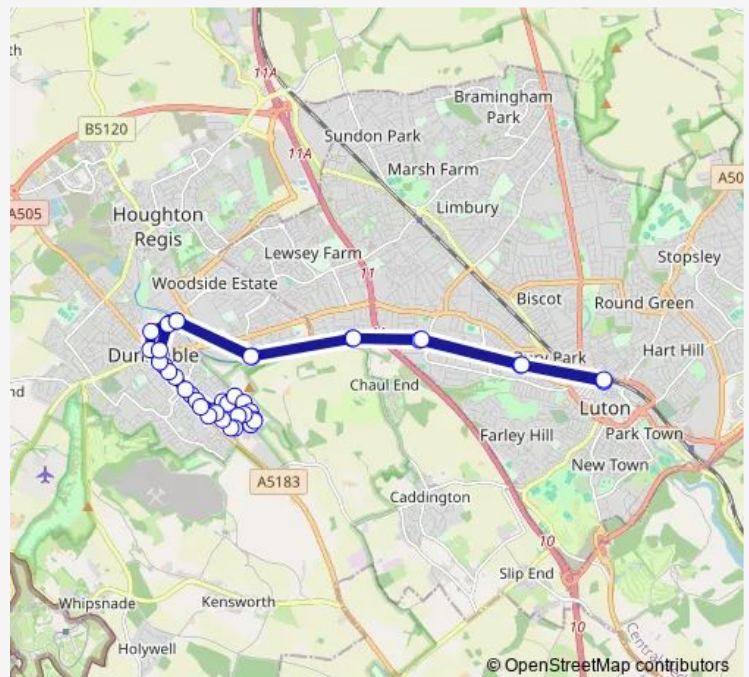 th
11A
Bramingham
Park
B5120
Sundon Park
11A
Marsh Farm
A50
A505
Houghton
Regis
Limbury
Stopsley
Lewsey Farm
11
Woodside Estate
Biscot
Round Green
Hart Hill
Chaul End
nd
Luton
Farley Hill
Park Town
New Town
A5183
Caddington
10
Slip End
Whipsnade
Kensworth
10
Holywell
© OpenStreetMap contributors